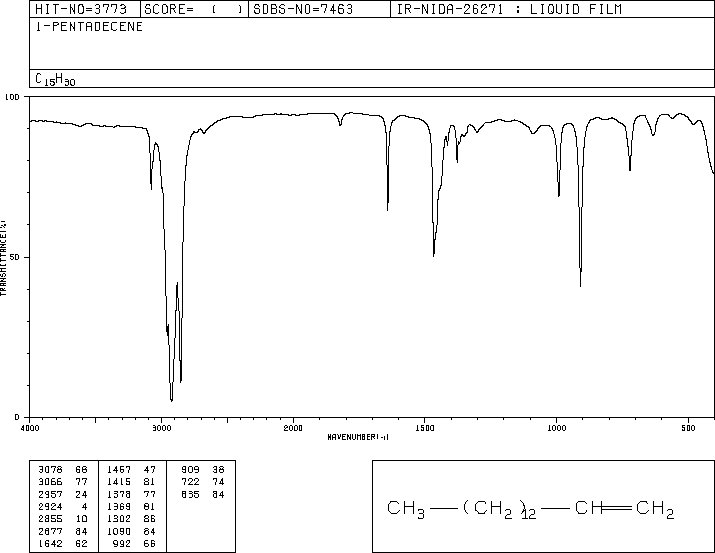 HIT-NO=3773 SCORE= ( ) SDBS-NO=7463 IR-NIDA-26271 : LIQUID FILM
1-PENTADECENE
C15H30
100
50
0
TRANSMITTANCE(%)
4000 3000 2000 1500 1000 500
WAVENUMBER(-1)
3078 68 1467 47 909 38
3066 77 1415 81 722 74
2957 24 1378 77 635 84
2924 4 1369 81
2855 10 1302 86
2677 84 1090 84
1642 62 992 66
CH3—(CH2)12—CH=CH2